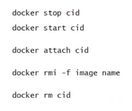 docker stop cid
docker start cid
docker attach cid
docker rmi -f image name
docker rm cid